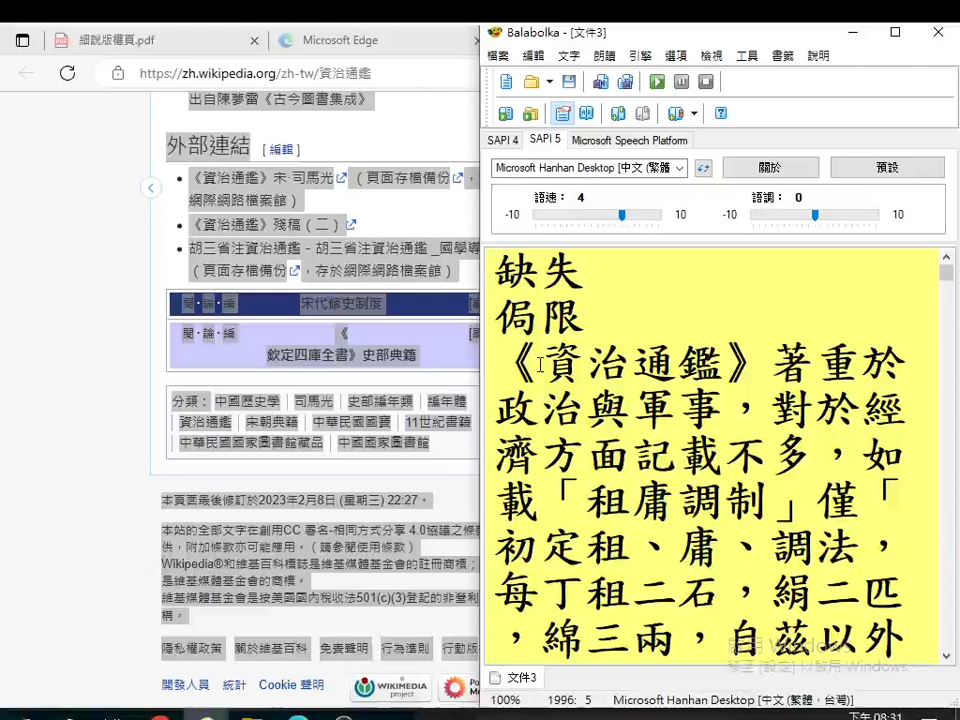 細說版權頁.pdf
Microsoft Edge
https://zh.wikipedia.org/zh-tw/資治通鑑
出自陳夢雷《古今圖書集成》
外部連結 [編輯]
《資治通鑑》宋·司馬光 (頁面存檔備份,
網際網路檔案館)
《資治通鑑》殘稿(二)
胡三省注資治通鑑 - 胡三省注資治通鑑 _國學導
(頁面存檔備份,存於網際網路檔案館)
閱·論·編 宋代修史制度
閱·論·編 《
欽定四庫全書》史部典籍
分類: 中國歷史學 司馬光 史部編年類 編年體
資治通鑑 宋朝典籍 中華民國國寶 11世紀書籍
中華民國國家圖書館藏品 中國國家圖書館
本頁面最後修訂於2023年2月8日 (星期三) 22:27。
本站的全部文字在創用CC 署名-相同方式分享 4.0協議之條
供,附加條款亦可能應用。(請參閱使用條款)
Wikipedia®和維基百科標誌是維基媒體基金會的註冊商標;
是維基媒體基金會的商標。
維基媒體基金會是按美國國內稅收法501(c)(3)登記的非營利
構。
隱私權政策 關於維基百科 免責聲明 行為準則 行動版
開發人員 統計 Cookie 聲明
WIKIMEDIA
Balabolka - [文件3]
檔案 編輯 文字 朗讀 引擎 選項 檢視 工具 書籤 說明
SAPI 4 SAPI 5 Microsoft Speech Platform
Microsoft Hanhan Desktop [中文 (繁體 關於 預設
語速: 4 語調: 0
-10 10 -10 10
缺失
侷限
《資治通鑑》著重於
政治與軍事,對於經
濟方面記載不多,如
載「租庸調制」僅「
初定租、庸、調法,
每丁租二石,絹二匹
,綿三兩,自茲以外
啟用 Windows
移至 [設定] 以啟用 Windows。
文件3
100% 1996: 5 Microsoft Hanhan Desktop [中文 (繁體,台灣)]
下午 08:31